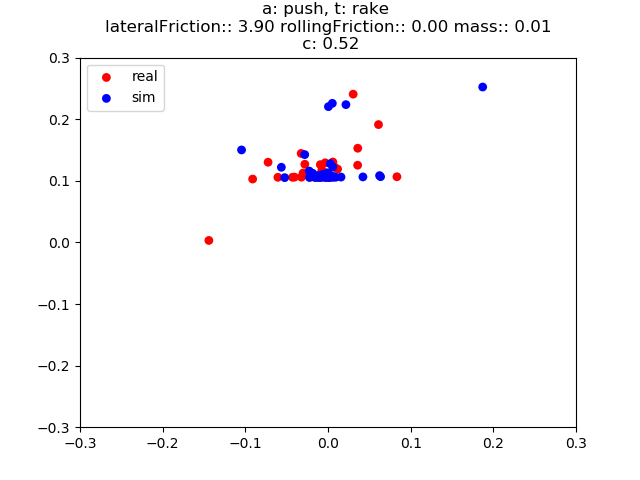 a: push, t: rake
lateralFriction:: 3.90 rollingFriction:: 0.00 mass:: 0.01
c: 0.52
real
sim
0.3
0.2
0.1
0.0
−0.1
−0.2
−0.3
−0.3 −0.2 −0.1 0.0 0.1 0.2 0.3